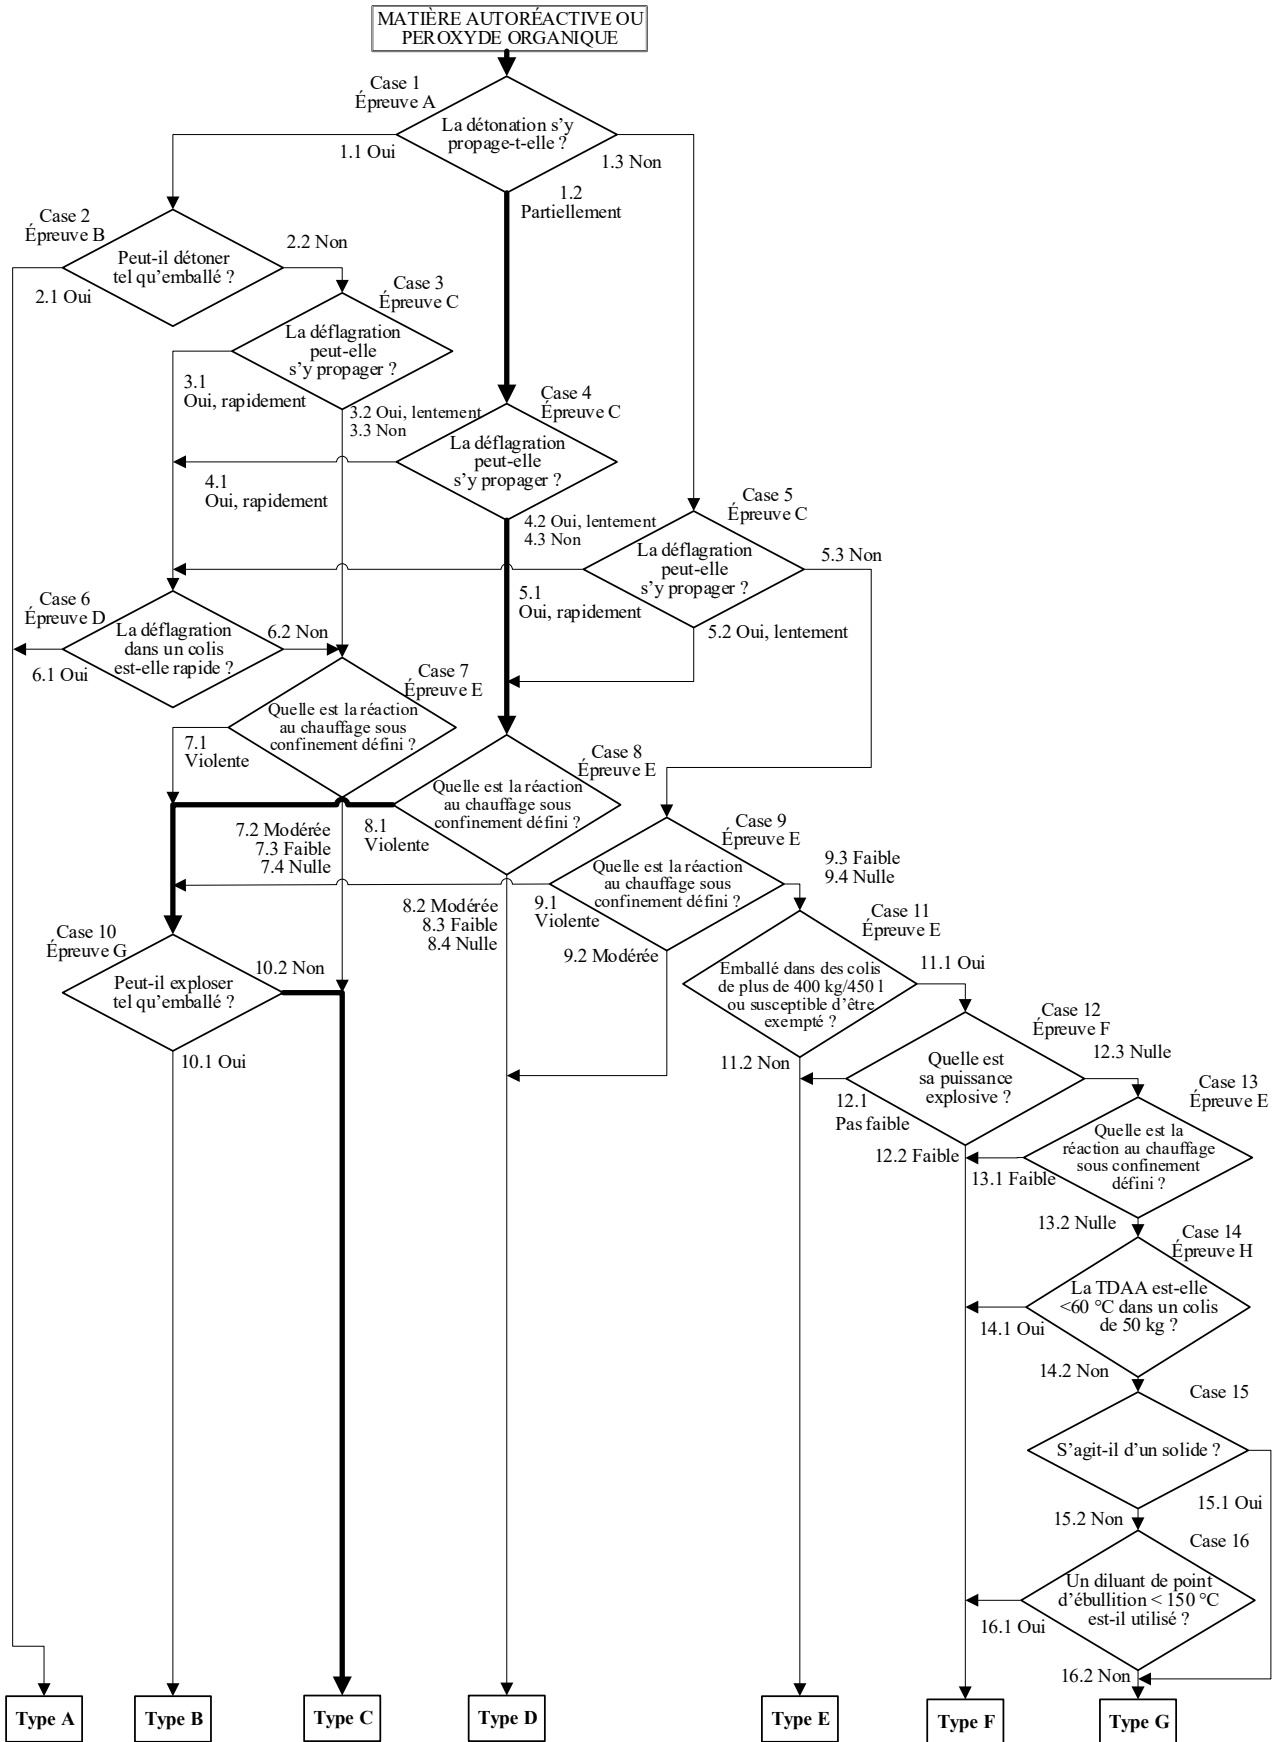 MATIÈRE AUTORÉACTIVE OU
PEROXYDE ORGANIQUE
Case 1
Épreuve A
La détonation s’y
propage-t-elle ?
1.1 Oui
1.3 Non
1.2
Partiellement
Case 2
Épreuve B
Peut-il détoner
tel qu’emballé ?
2.2 Non
2.1 Oui
Case 3
Épreuve C
La déflagration
peut-elle
s’y propager ?
3.1
Oui, rapidement
3.2 Oui, lentement
3.3 Non
Case 4
Épreuve C
La déflagration
peut-elle
s’y propager ?
4.1
Oui, rapidement
4.2 Oui, lentement
4.3 Non
Case 5
Épreuve C
La déflagration
peut-elle
s’y propager ?
5.3 Non
5.1
Oui, rapidement
5.2 Oui, lentement
Case 6
Épreuve D
La déflagration
dans un colis
est-elle rapide ?
6.2 Non
6.1 Oui
Case 7
Épreuve E
Quelle est la réaction
au chauffage sous
confinement défini ?
7.1
Violente
7.2 Modérée
7.3 Faible
7.4 Nulle
Case 8
Épreuve E
Quelle est la réaction
au chauffage sous
confinement défini ?
8.1
Violente
8.2 Modérée
8.3 Faible
8.4 Nulle
Case 9
Épreuve E
Quelle est la réaction
au chauffage sous
confinement défini ?
9.3 Faible
9.4 Nulle
9.1
Violente
9.2 Modérée
Case 10
Épreuve G
Peut-il exploser
tel qu’emballé ?
10.2 Non
10.1 Oui
Case 11
Épreuve E
Emballé dans des colis
de plus de 400 kg/450 l
ou susceptible d’être
exempté ?
11.1 Oui
11.2 Non
Case 12
Épreuve F
Quelle est
sa puissance
explosive ?
12.3 Nulle
12.1
Pas faible
12.2 Faible
Case 13
Épreuve E
Quelle est la
réaction au chauffage
sous confinement
défini ?
13.1 Faible
13.2 Nulle
Case 14
Épreuve H
La TDAA est-elle
<60 °C dans un colis
de 50 kg ?
14.1 Oui
14.2 Non
Case 15
S’agit-il d’un solide ?
15.1 Oui
15.2 Non
Case 16
Un diluant de point
d’ébullition < 150 °C
est-il utilisé ?
16.1 Oui
16.2 Non
Type A
Type B
Type C
Type D
Type E
Type F
Type G